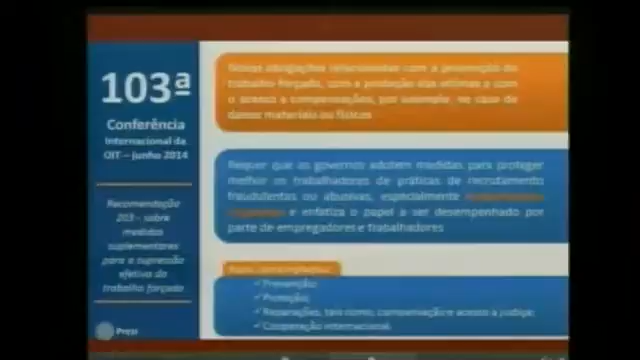 103ª
Conferência
Internacional da
OIT – junho 2014
Recomendação
203 – sobre
medidas
suplementares
para a supressão
efetiva do
trabalho forçado
Prezi
Novas obrigações relacionadas com a prevenção do
trabalho forçado, com a proteção das vítimas e com
o acesso a compensações, por exemplo, no caso de
danos materiais ou físicos
Requer que os governos adotem medidas para proteger
melhor os trabalhadores de práticas de recrutamento
fraudulentas ou abusivas, especialmente
e enfatiza o papel a ser desempenhado por
parte de empregadores e trabalhadores
✓Prevenção;
✓Proteção;
✓Reparações, tais como, compensação e acesso à justiça;
✓Cooperação internacional.